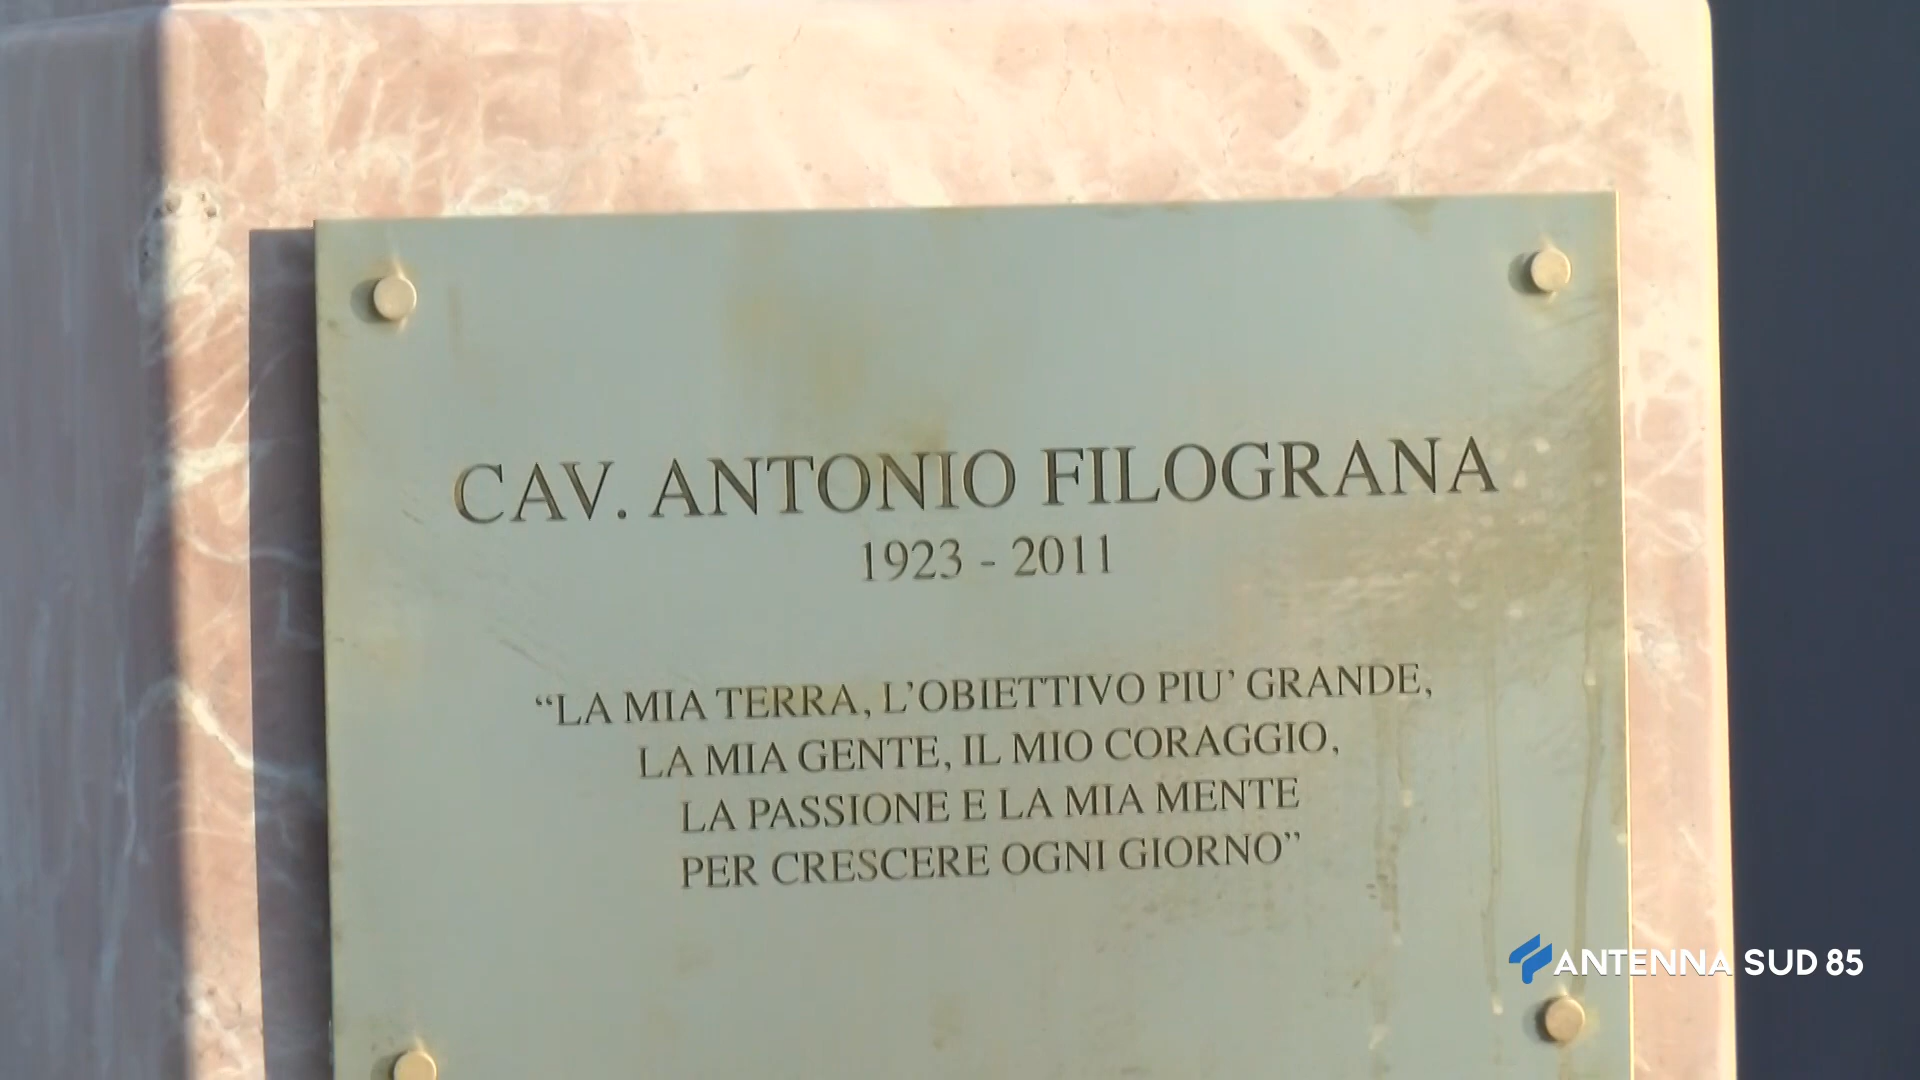 CAV. ANTONIO FILOGRANA
1923 - 2011
“LA MIA TERRA, L’OBIETTIVO PIU’ GRANDE,
LA MIA GENTE, IL MIO CORAGGIO,
LA PASSIONE E LA MIA MENTE
PER CRESCERE OGNI GIORNO”
ANTENNA SUD 85